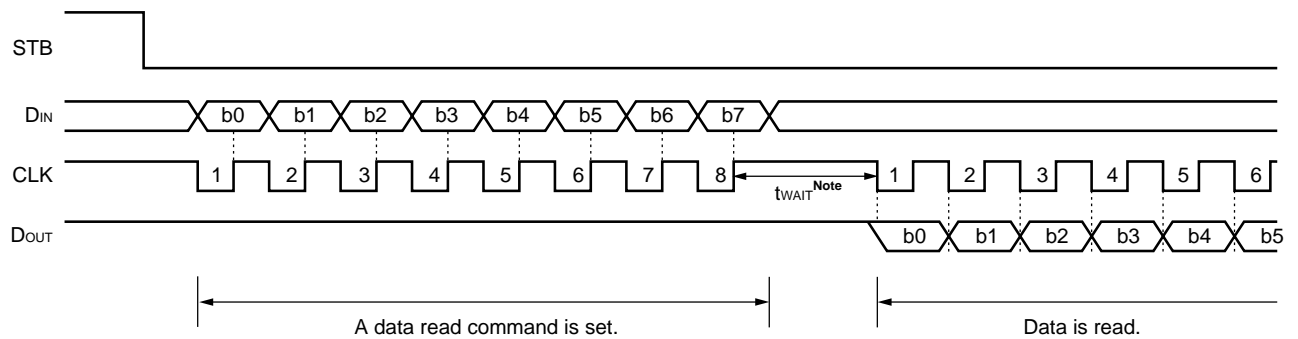 STB
DIN b0 b1 b2 b3 b4 b5 b6 b7
CLK 1 2 3 4 5 6 7 8 tWAIT Note 1 2 3 4 5 6
DOUT b0 b1 b2 b3 b4 b5
A data read command is set. Data is read.